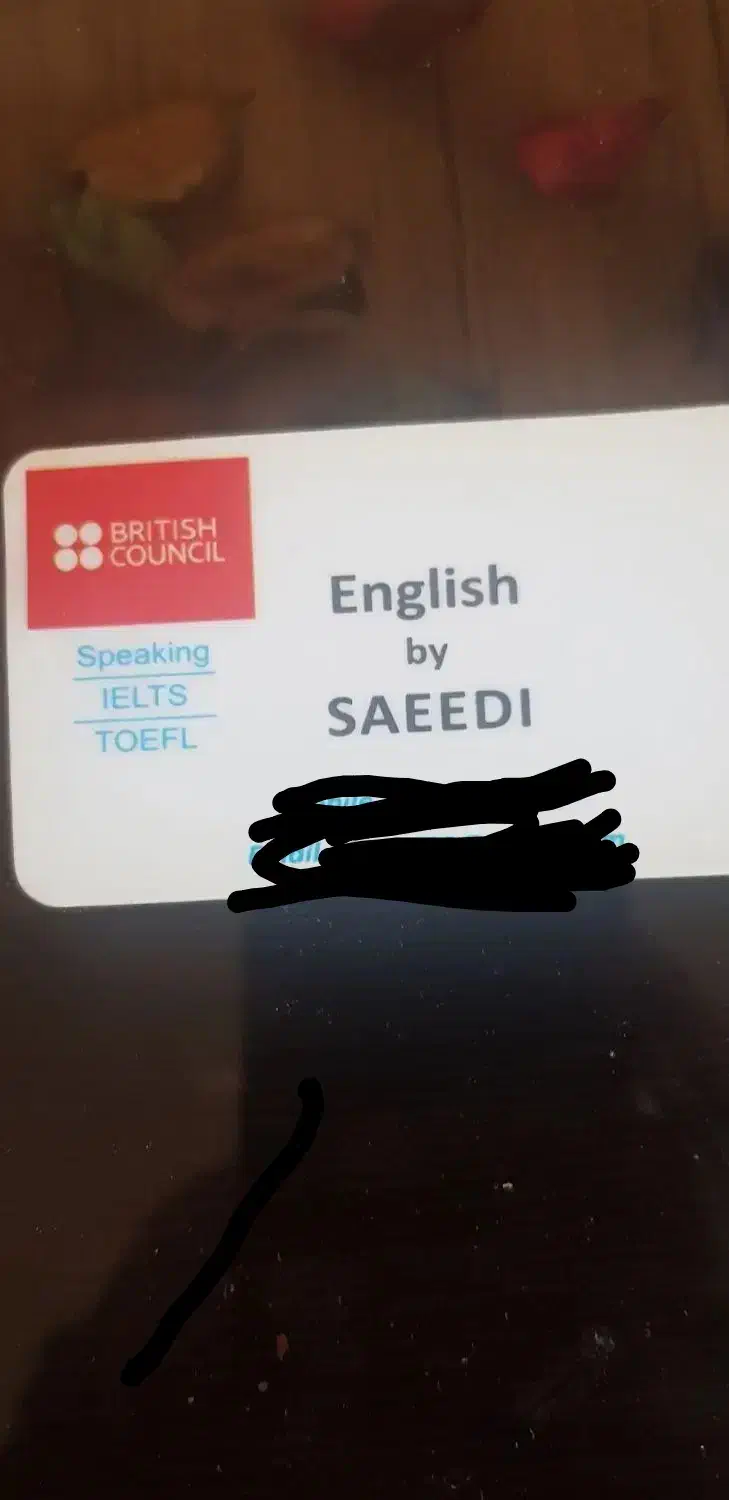 BRITISH
COUNCIL
Speaking
IELTS
TOEFL
English
by
SAEEDI